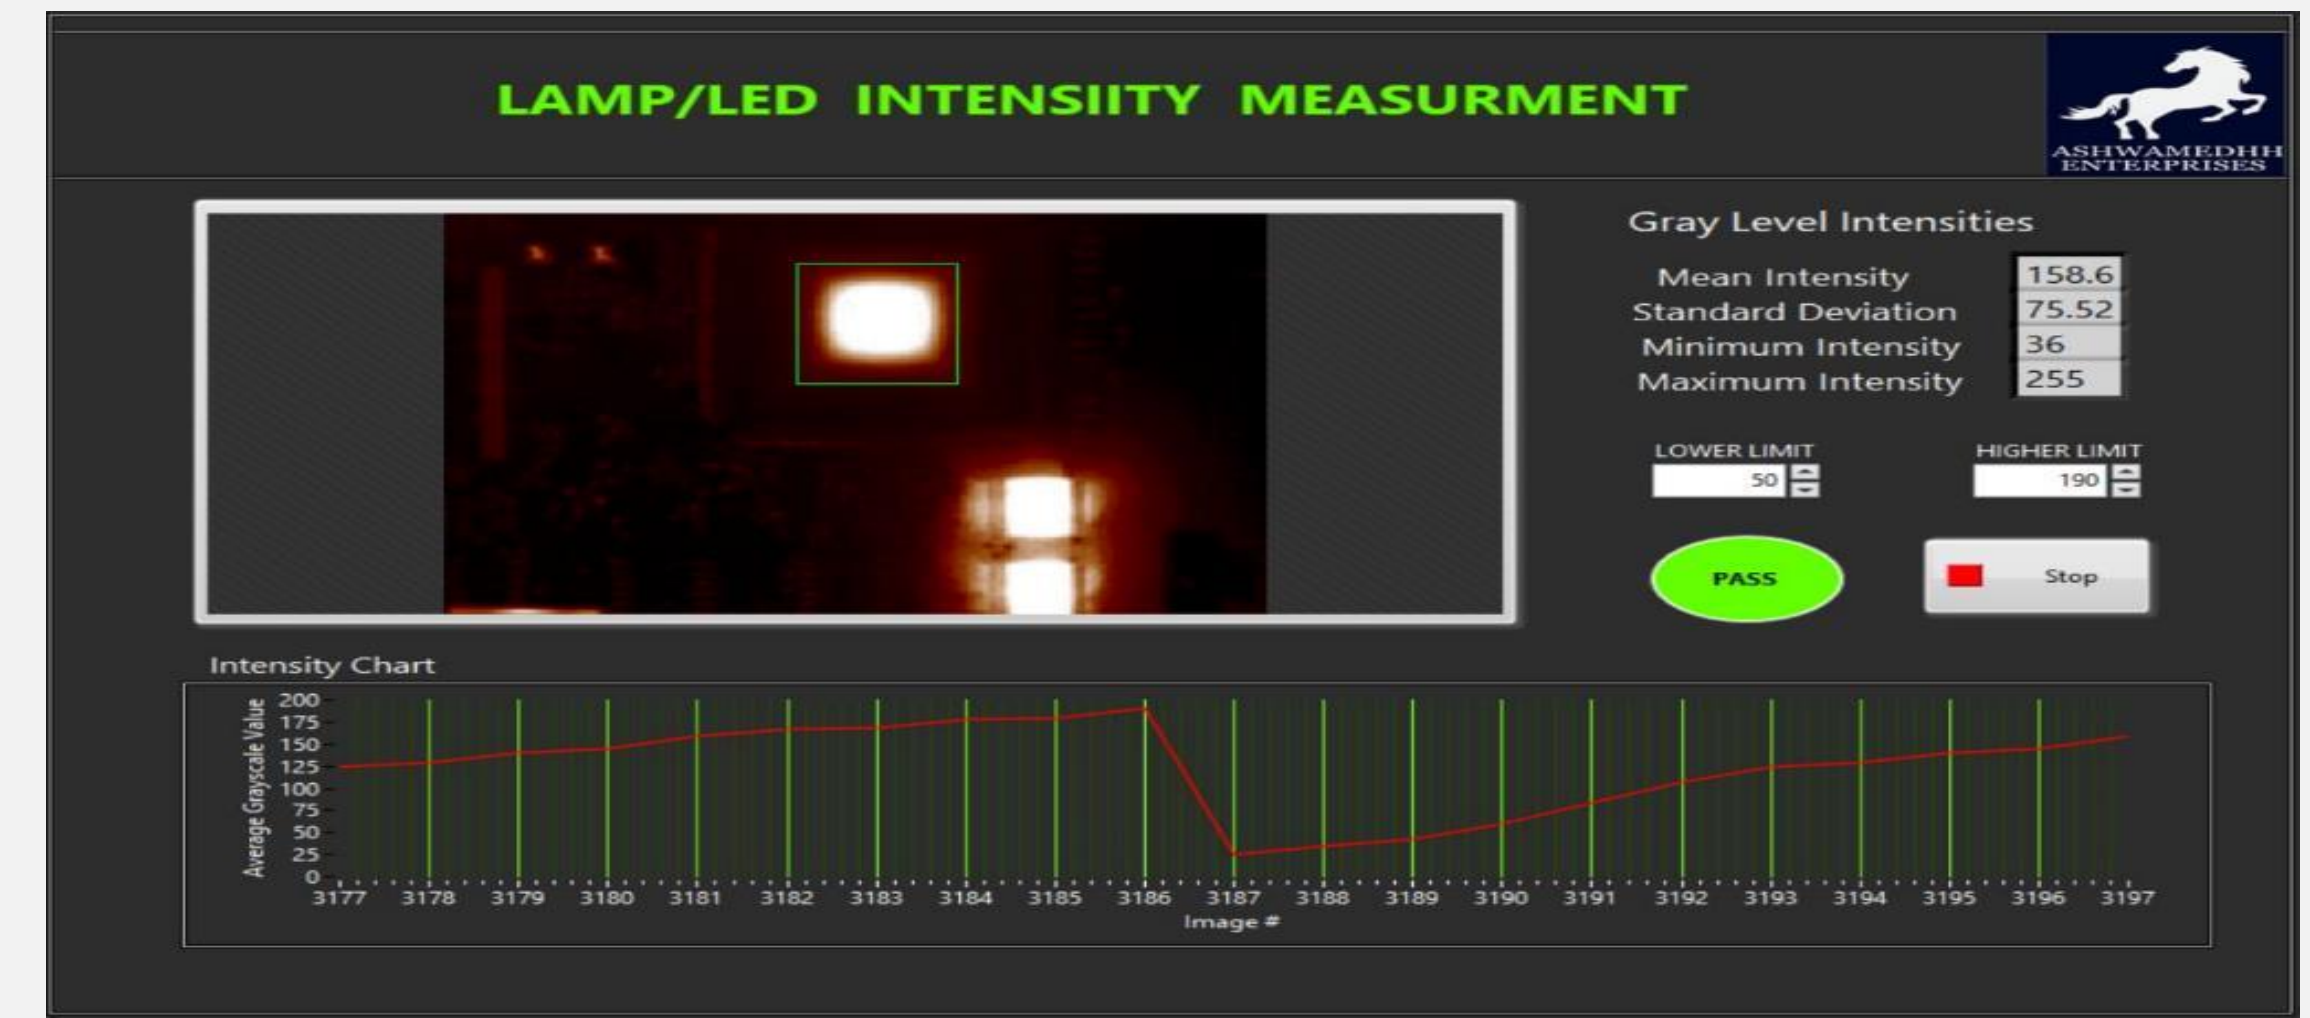 LAMP/LED INTENSIITY MEASURMENT
ASHWAMEDHH
ENTERPRISES
Gray Level Intensities
Mean Intensity 158.6
Standard Deviation 75.52
Minimum Intensity 36
Maximum Intensity 255
LOWER LIMIT HIGHER LIMIT
50 190
PASS Stop
Intensity Chart
Average Grayscale Value
200
175
150
125
100
75
50
25
0
3177 3178 3179 3180 3181 3182 3183 3184 3185 3186 3187 3188 3189 3190 3191 3192 3193 3194 3195 3196 3197
Image #